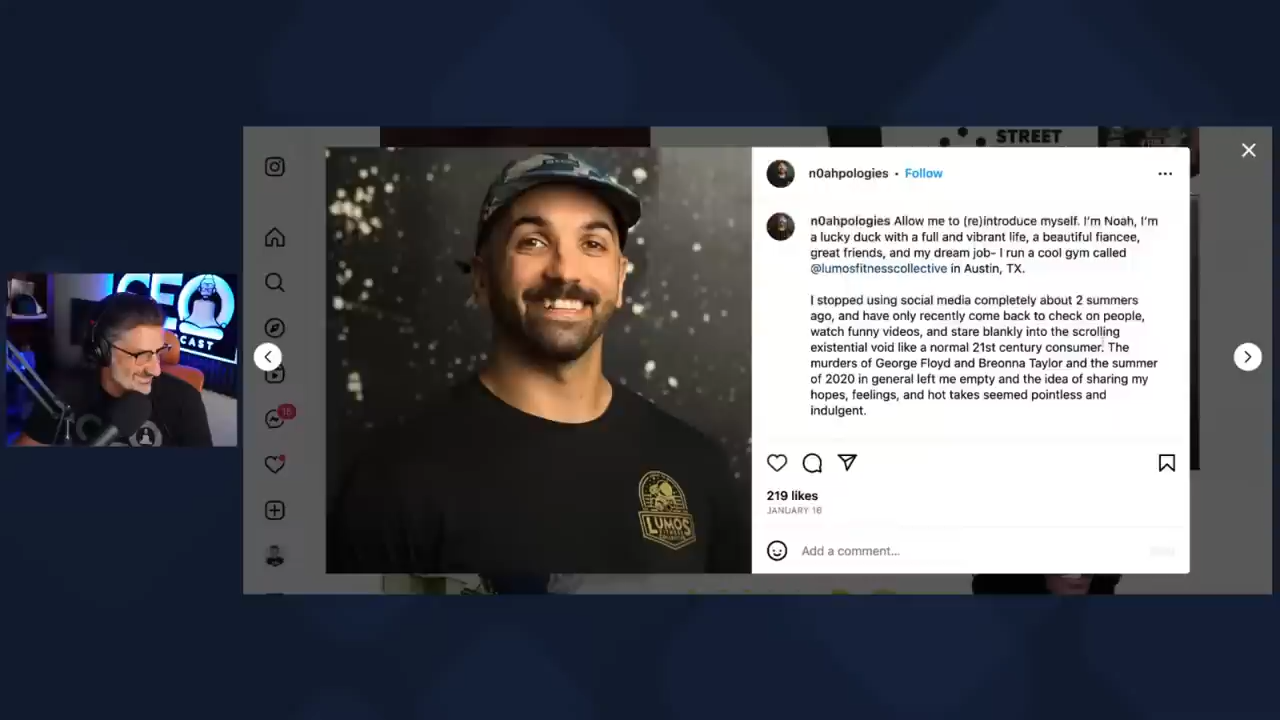 STREET
n0ahpologies • Follow
n0ahpologies Allow me to (re)introduce myself. I'm Noah, I'm
a lucky duck with a full and vibrant life, a beautiful fiancee,
great friends, and my dream job- I run a cool gym called
@lumosfitnesscollective in Austin, TX.
I stopped using social media completely about 2 summers
ago, and have only recently come back to check on people,
watch funny videos, and stare blankly into the scrolling
existential void like a normal 21st century consumer. The
murders of George Floyd and Breonna Taylor and the summer
of 2020 in general left me empty and the idea of sharing my
hopes, feelings, and hot takes seemed pointless and
indulgent.
219 likes
JANUARY 16
Add a comment...
LUMOS
FITNESS
CEO
CAST
CEO